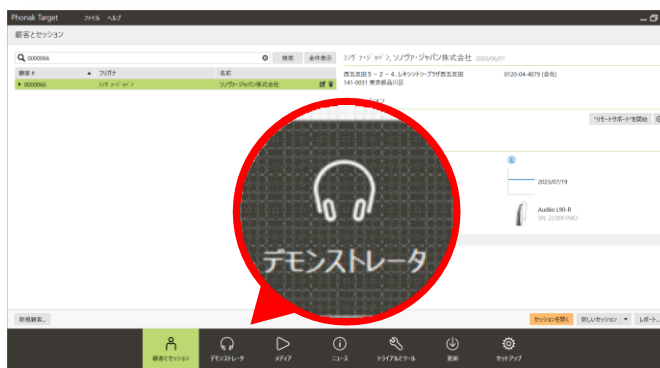 Phonak Target ファイル ヘルプ
顧客とセッション
0000066 検索 全件表示
ソノヴァ・ジャパン, ソノヴァ・ジャパン株式会社 2003/06/01
顧客 # フリガナ 名前
0000066 ソノヴァ・ジャパン ソノヴァ・ジャパン株式会社
西五反田5-2-4, レキシントン・プラザ西五反田 0120-04-4079 (会社)
141-0031 東京都品川区
"リモートサポート"を開始
2023/07/19
Audéo L90-R
デモンストレータ
新規顧客... セッションを開く 新しいセッション レポート...
顧客とセッション デモンストレータ メディア ニュース トライアルとツール 更新 セットアップ